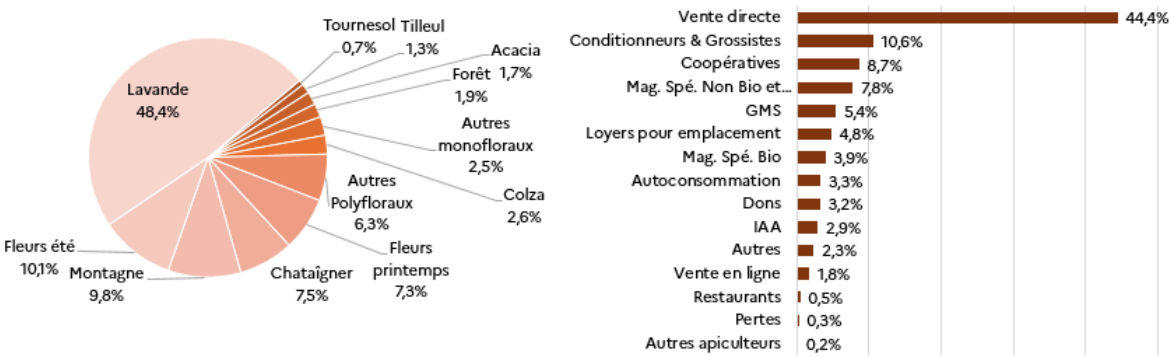 Tournesol
0,7%
Tilleul
1,3%
Acacia
1,7%
Forêt
1,9%
Autres
monofloraux
2,5%
Colza
2,6%
Autres
Polyfloraux
6,3%
Fleurs
printemps
7,3%
Chataîgner
7,5%
Montagne
9,8%
Fleurs été
10,1%
Lavande
48,4%
Vente directe 44,4%
Conditionneurs & Grossistes 10,6%
Coopératives 8,7%
Mag. Spé. Non Bio et... 7,8%
GMS 5,4%
Loyers pour emplacement 4,8%
Mag. Spé. Bio 3,9%
Autoconsommation 3,3%
Dons 3,2%
IAA 2,9%
Autres 2,3%
Vente en ligne 1,8%
Restaurants 0,5%
Pertes 0,3%
Autres apiculteurs 0,2%